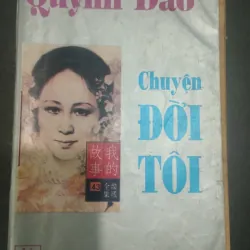 Quỳnh Dao
Chuyện
ĐỜI
TÔI
我的
故事